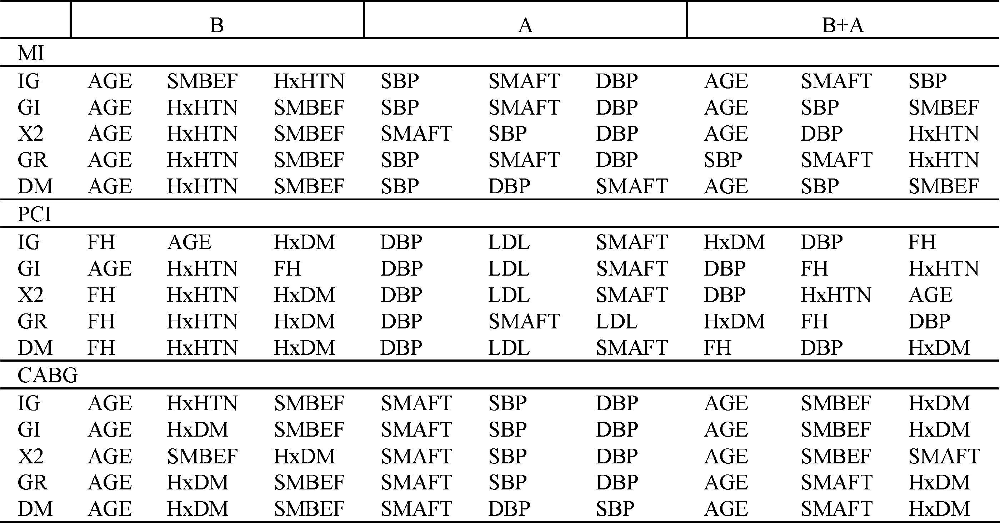 B A B+A
MI
IG AGE SMBEF HxHTN SBP SMAFT DBP AGE SMAFT SBP
GI AGE HxHTN SMBEF SBP SMAFT DBP AGE SBP SMBEF
X2 AGE HxHTN SMBEF SMAFT SBP DBP AGE DBP HxHTN
GR AGE HxHTN SMBEF SBP SMAFT DBP SBP SMAFT HxHTN
DM AGE HxHTN SMBEF SBP DBP SMAFT AGE SBP SMBEF
PCI
IG FH AGE HxDM DBP LDL SMAFT HxDM DBP FH
GI AGE HxHTN FH DBP LDL SMAFT DBP FH HxHTN
X2 FH HxHTN HxDM DBP LDL SMAFT DBP HxHTN AGE
GR FH HxHTN HxDM DBP SMAFT LDL HxDM FH DBP
DM FH HxHTN HxDM DBP LDL SMAFT FH DBP HxDM
CABG
IG AGE HxHTN SMBEF SMAFT SBP DBP AGE SMBEF HxDM
GI AGE HxDM SMBEF SMAFT SBP DBP AGE SMBEF HxDM
X2 AGE SMBEF HxDM SMAFT SBP DBP AGE SMBEF SMAFT
GR AGE HxDM SMBEF SMAFT SBP DBP AGE SMAFT HxDM
DM AGE HxDM SMBEF SMAFT DBP SBP AGE SMAFT HxDM